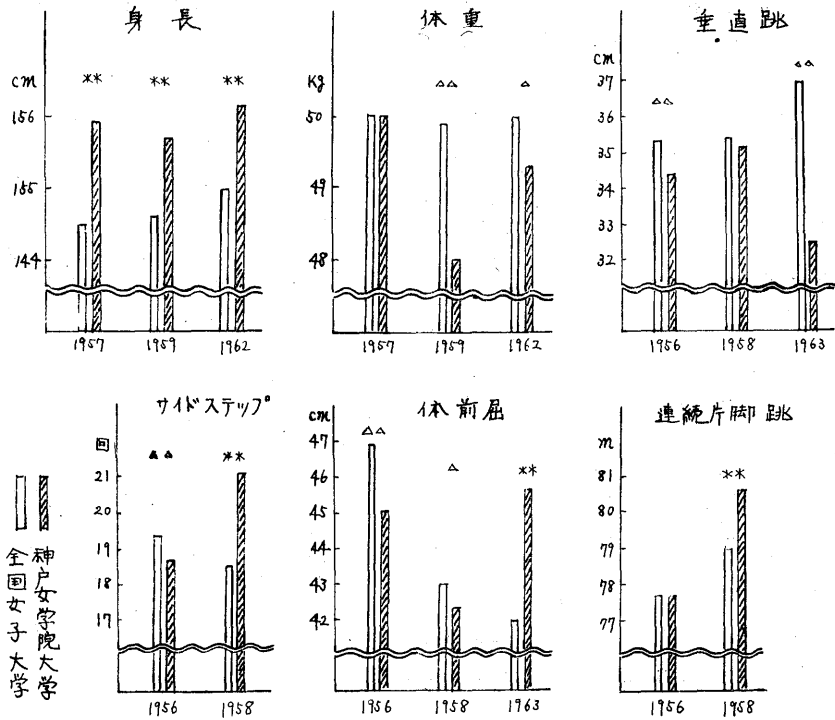 身長
cm
** ** **
156
155
144
1957 1959 1962
体重
Kg
△△ △
50
49
48
1957 1959 1962
垂直跳
cm
△△ △△
37
36
35
34
33
32
1956 1958 1963
サイドステップ
回
▲△ **
21
20
19
18
17
1956 1958
体前屈
cm
△△ △ **
47
46
45
44
43
42
1956 1958 1963
連続片脚跳
m
**
81
80
79
78
77
1956 1958
全国女子大学
神戸女学院大学